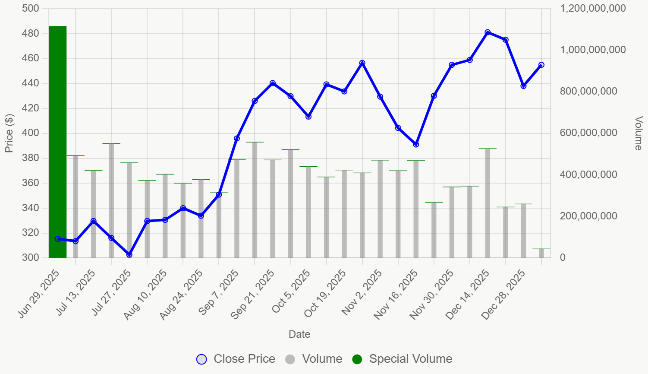 500
480
460
440
420
400
380
360
340
320
300
Price ($)
1,200,000,000
1,000,000,000
800,000,000
600,000,000
400,000,000
200,000,000
0
Volume
Jun 29, 2025
Jul 13, 2025
Jul 27, 2025
Aug 10, 2025
Aug 24, 2025
Sep 7, 2025
Sep 21, 2025
Oct 5, 2025
Oct 19, 2025
Nov 2, 2025
Nov 16, 2025
Nov 30, 2025
Dec 14, 2025
Dec 28, 2025
Date
Close Price Volume Special Volume